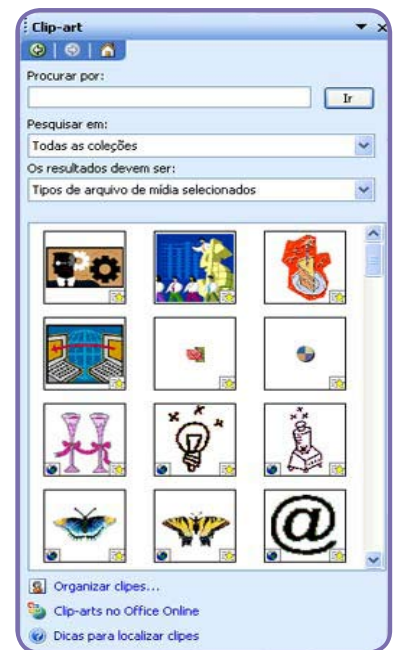 Clip-art
Procurar por:
Ir
Pesquisar em:
Todas as coleções
Os resultados devem ser:
Tipos de arquivo de mídia selecionados
@
Organizar clipes...
Clip-arts no Office Online
Dicas para localizar clipes